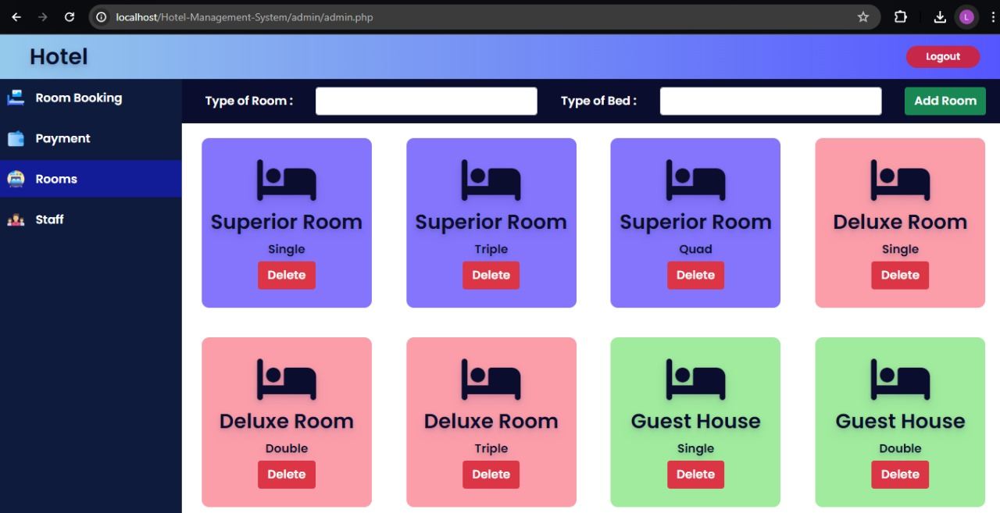 localhost/Hotel-Management-System/admin/admin.php
L
Hotel
Logout
Room Booking
Payment
Rooms
Staff
Type of Room :
Type of Bed :
Add Room
Superior Room
Single
Delete
Superior Room
Triple
Delete
Superior Room
Quad
Delete
Deluxe Room
Single
Delete
Deluxe Room
Double
Delete
Deluxe Room
Triple
Delete
Guest House
Single
Delete
Guest House
Double
Delete